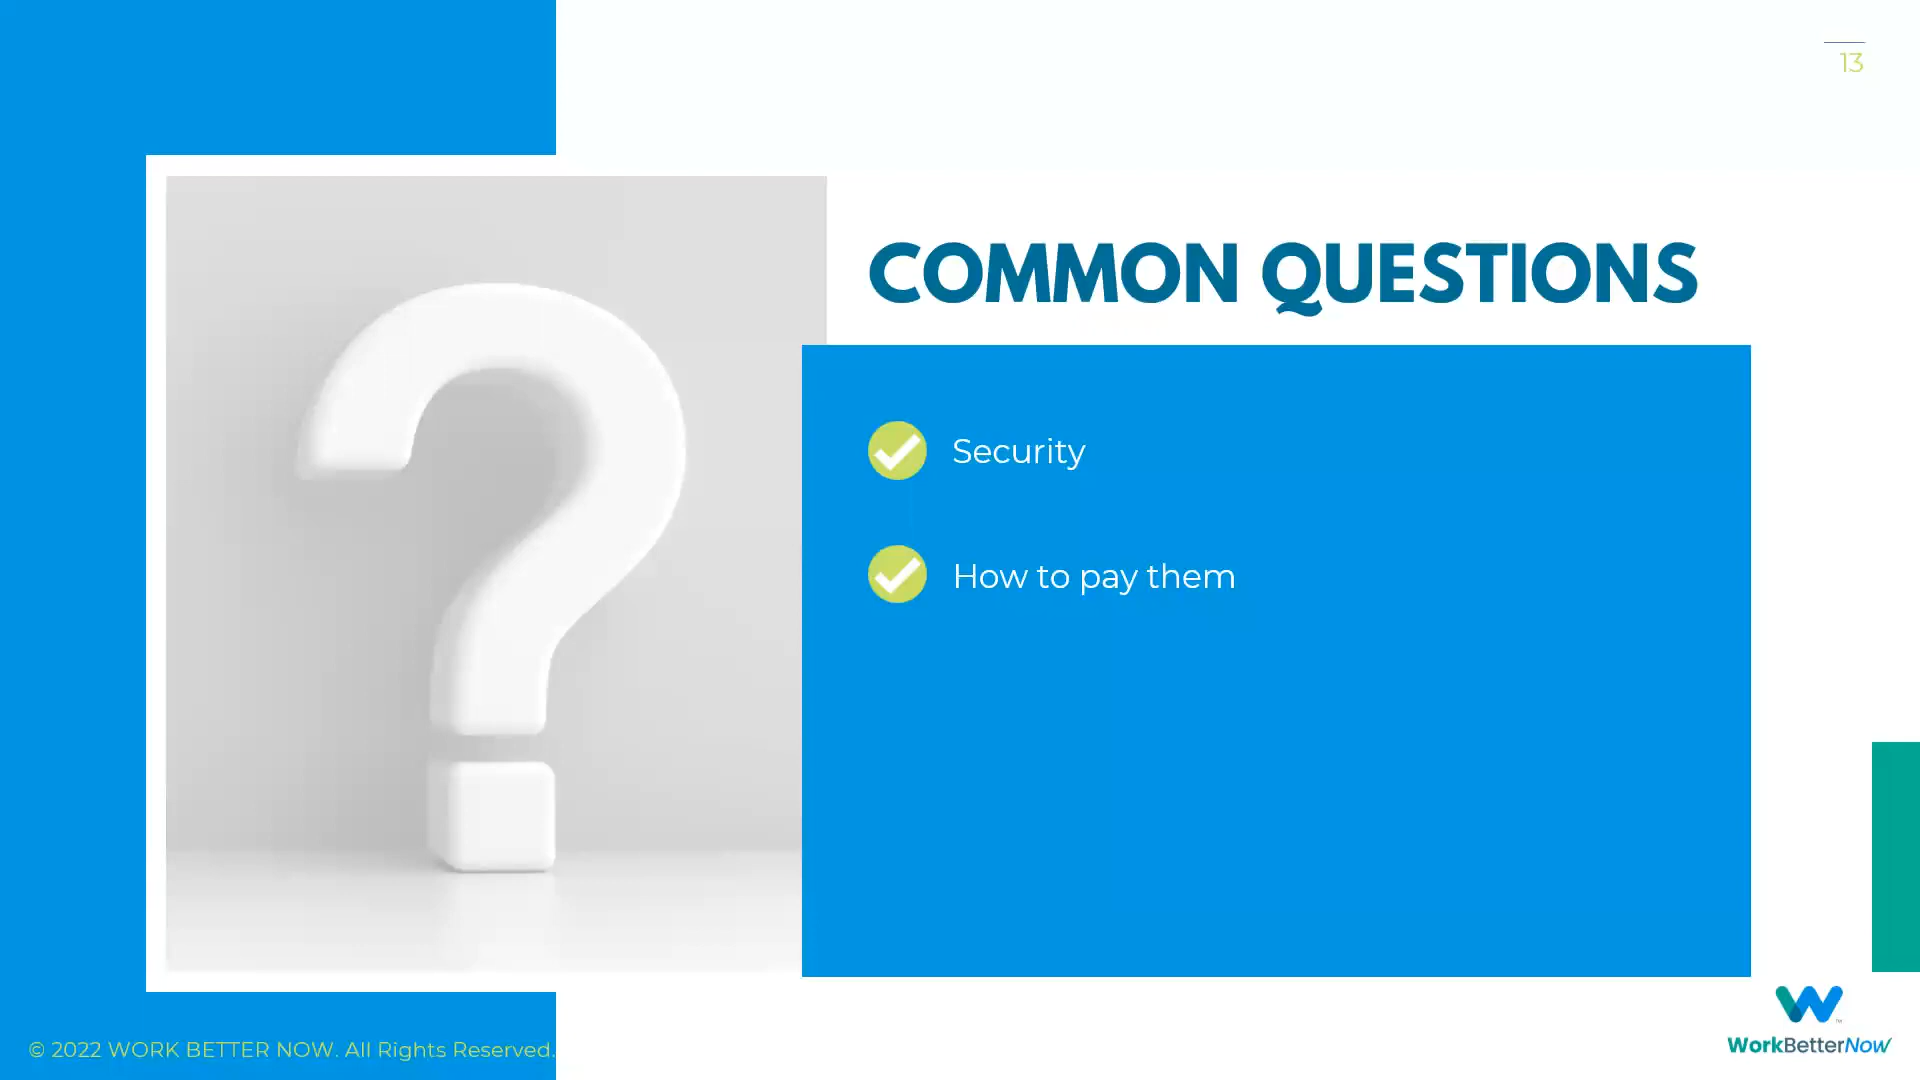 13
COMMON QUESTIONS
Security
How to pay them
© 2022 WORK BETTER NOW. All Rights Reserved.
WorkBetterNow